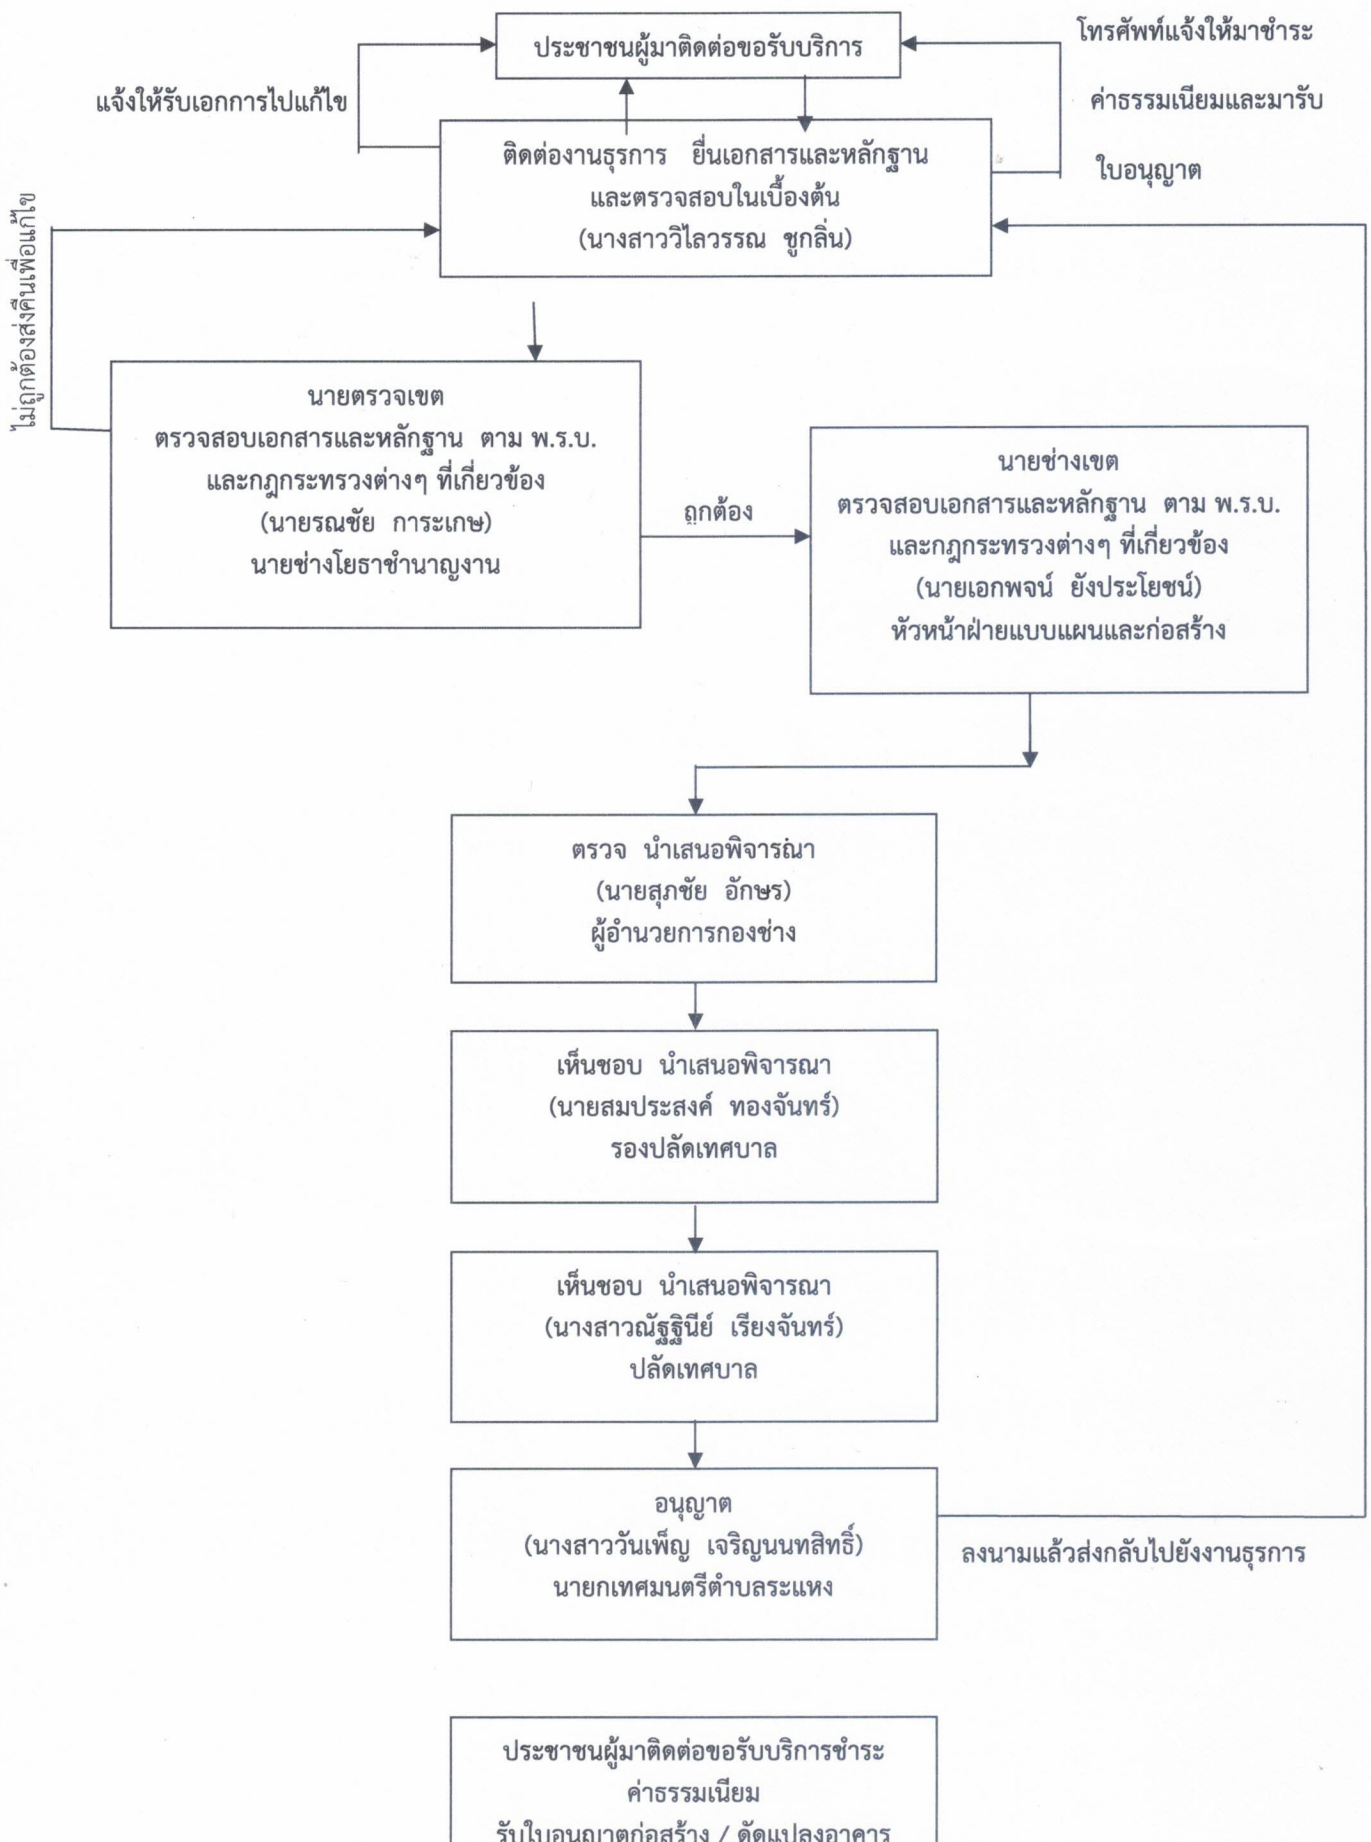 ประชาชนผู้มาติดต่อขอรับบริการ
โทรศัพท์แจ้งให้มาชำระ
ค่าธรรมเนียมและมารับ
ใบอนุญาต
แจ้งให้รับเอกการไปแก้ไข
ติดต่องานธุรการ ยื่นเอกสารและหลักฐาน
และตรวจสอบในเบื้องต้น
(นางสาววิไลวรรณ ชูกลิ่น)
ไม่ถูกต้องส่งคืนเพื่อแก้ไข
นายตรวจเขต
ตรวจสอบเอกสารและหลักฐาน ตาม พ.ร.บ.
และกฎกระทรวงต่างๆ ที่เกี่ยวข้อง
(นายรณชัย การะเกษ)
นายช่างโยธาชำนาญงาน
ถูกต้อง
นายช่างเขต
ตรวจสอบเอกสารและหลักฐาน ตาม พ.ร.บ.
และกฎกระทรวงต่างๆ ที่เกี่ยวข้อง
(นายเอกพจน์ ยังประโยชน์)
หัวหน้าฝ่ายแบบแผนและก่อสร้าง
ตรวจ นำเสนอพิจารณา
(นายสุภชัย อักษร)
ผู้อำนวยการกองช่าง
เห็นชอบ นำเสนอพิจารณา
(นายสมประสงค์ ทองจันทร์)
รองปลัดเทศบาล
เห็นชอบ นำเสนอพิจารณา
(นางสาวณัฐฐินีย์ เรียงจันทร์)
ปลัดเทศบาล
อนุญาต
(นางสาววันเพ็ญ เจริญนนทสิทธิ์)
นายกเทศมนตรีตำบลระแหง
ลงนามแล้วส่งกลับไปยังงานธุรการ
ประชาชนผู้มาติดต่อขอรับบริการชำระ
ค่าธรรมเนียม
รับใบอนุญาตก่อสร้าง / ดัดแปลงอาคาร